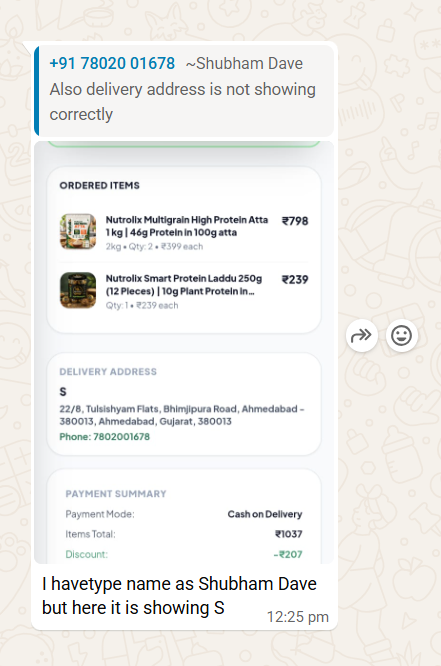 +91 78020 01678 ~Shubham Dave
Also delivery address is not showing
correctly
ORDERED ITEMS
Nutrolix Multigrain High Protein Atta
1 kg | 46g Protein in 100g atta
₹798
2kg • Qty: 2 • ₹399 each
Nutrolix Smart Protein Laddu 250g
(12 Pieces) | 10g Plant Protein in...
₹239
Qty: 1 • ₹239 each
DELIVERY ADDRESS
S
22/8, Tulsishyam Flats, Bhimjipura Road, Ahmedabad -
380013, Ahmedabad, Gujarat, 380013
Phone: 7802001678
PAYMENT SUMMARY
Payment Mode: Cash on Delivery
Items Total: ₹1037
Discount: -₹207
I havetype name as Shubham Dave
but here it is showing S
12:25 pm